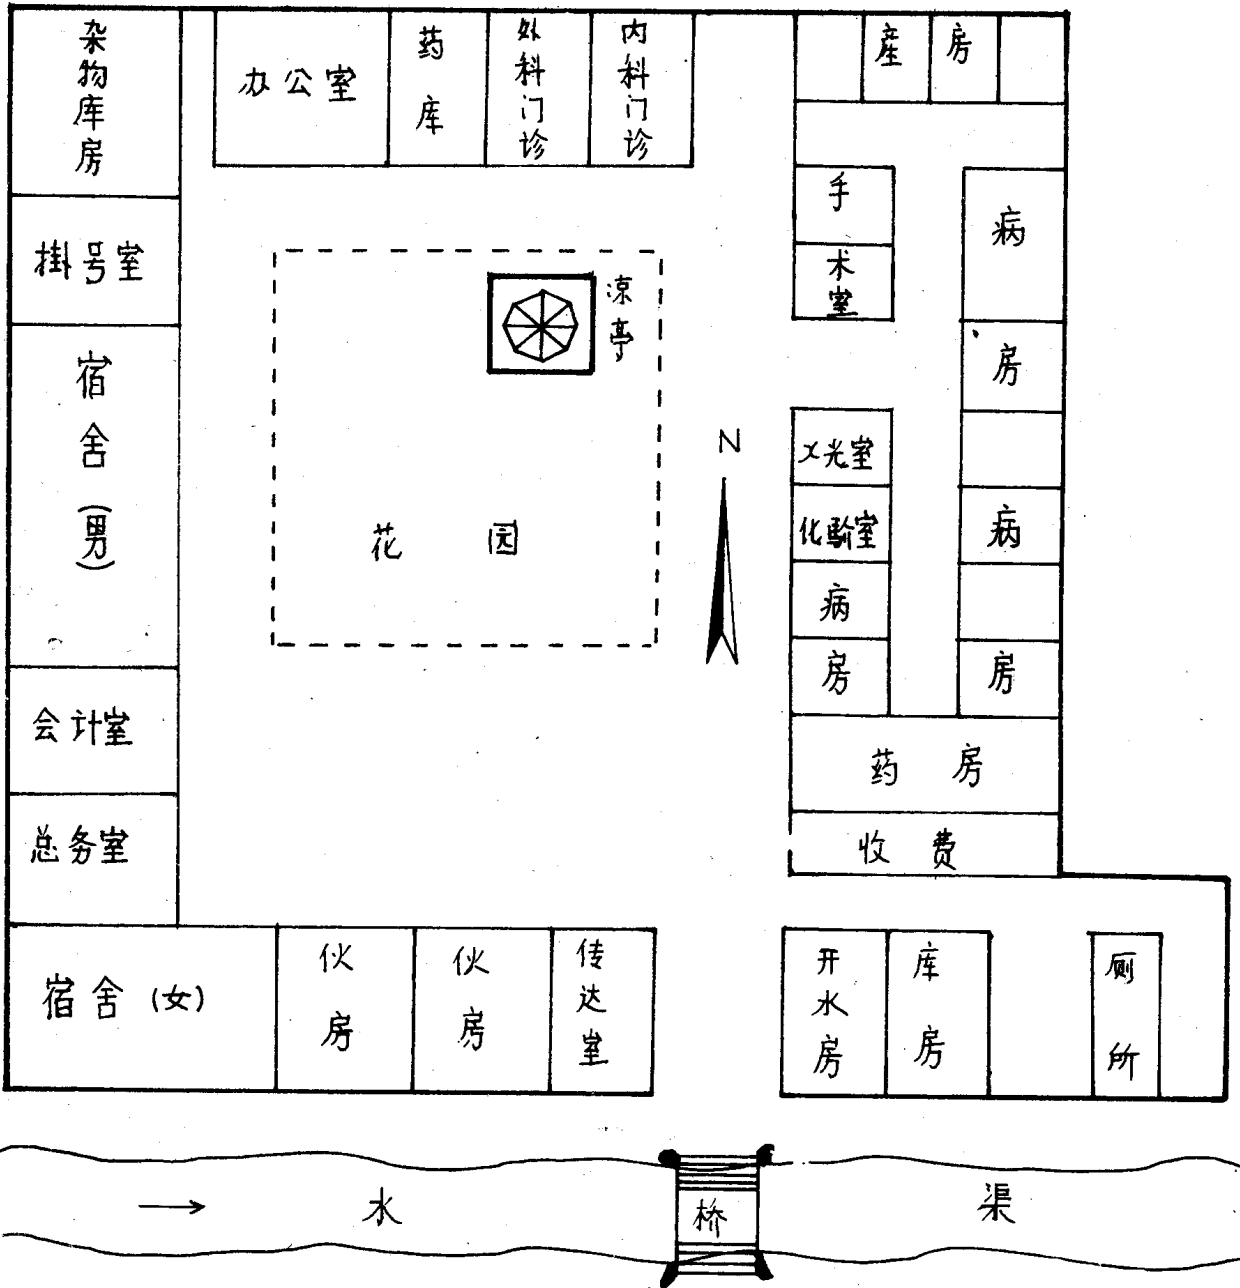 杂物库房
办公室
药库
外科门诊
内科门诊
産房
挂号室
手术室
病房
凉亭
宿舍(男)
N
X光室
化驗室
病房
病房
花园
会计室
药房
总务室
收费
宿舍(女)
伙房
伙房
传达室
开水房
库房
厕所
水
桥
渠